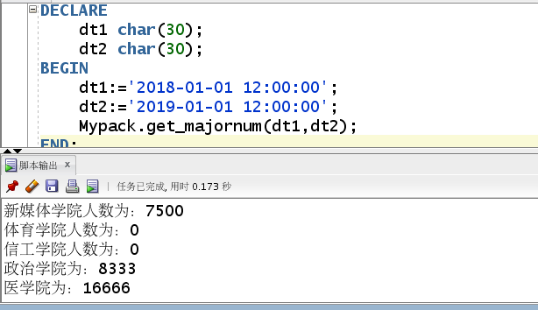 DECLARE
dt1 char(30);
dt2 char(30);
BEGIN
dt1:='2018-01-01 12:00:00';
dt2:='2019-01-01 12:00:00';
Mypack.get_majornum(dt1,dt2);
END;
脚本输出 ×
任务已完成, 用时 0.173 秒
新媒体学院人数为: 7500
体育学院人数为: 0
信工学院人数为: 0
政治学院为: 8333
医学院为: 16666